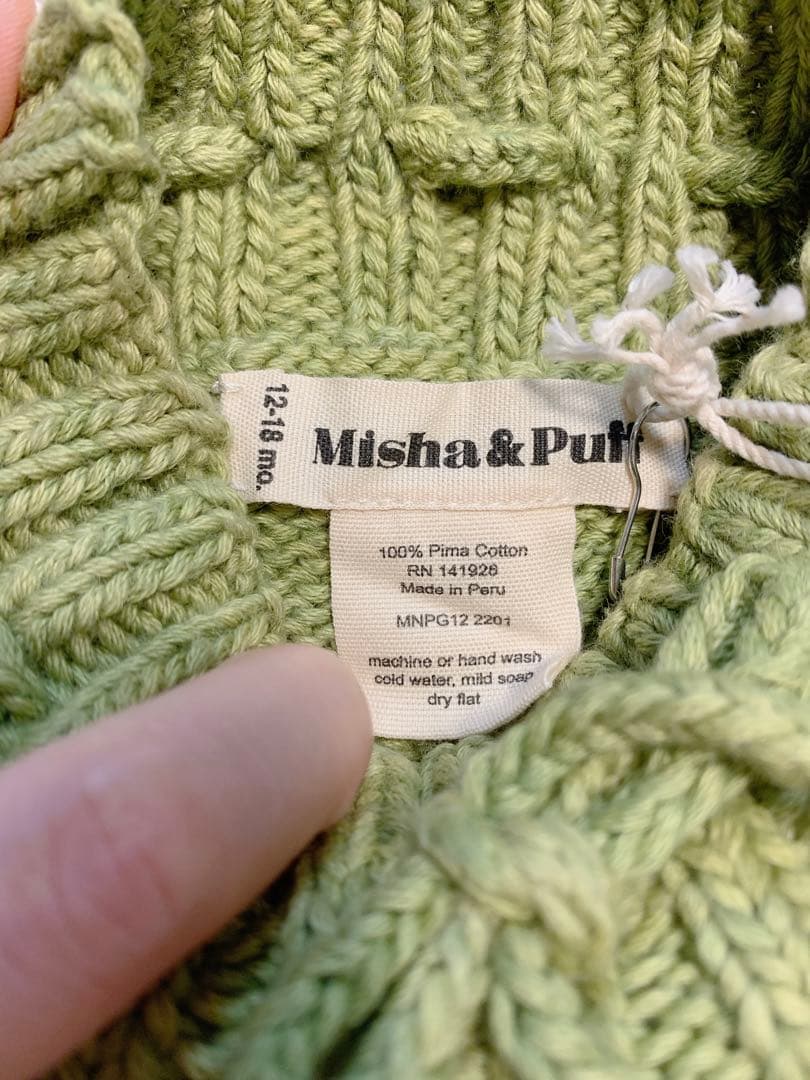 12-18 mo.
Misha & Puff
100% Pima Cotton
RN 141926
Made in Peru
MNPG12 2201
machine or hand wash
cold water, mild soap
dry flat